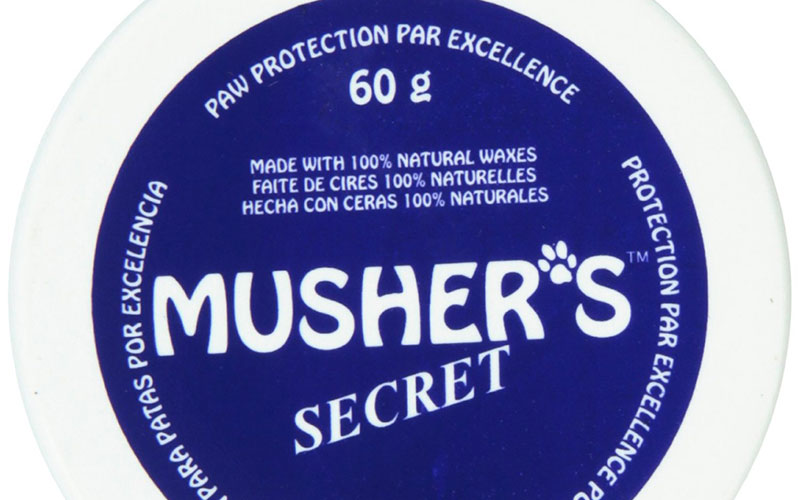 PAW PROTECTION PAR EXCELLENCE
60 g
MADE WITH 100% NATURAL WAXES
FAITE DE CIRES 100% NATURELLES
HECHA CON CERAS 100% NATURALES
MUSHER'S™
SECRET
PROTECTION PAR EXCELLENCE
PARA PATAS POR EXCELENCIA